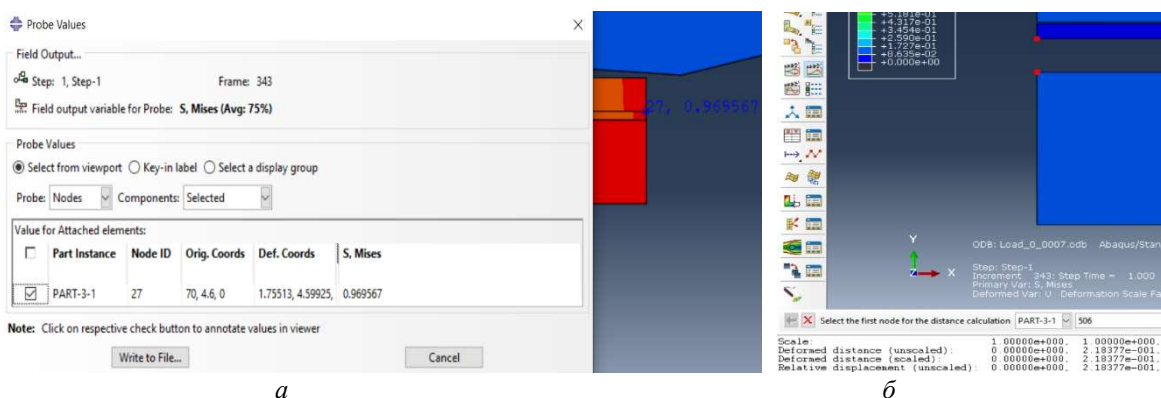 Probe Values
Field Output...
Step: 1, Step-1 Frame: 343
Field output variable for Probe: S, Mises (Avg: 75%)
Probe Values
Select from viewport Key-in label Select a display group
Probe: Nodes Components: Selected
Value for Attached elements:
Part Instance Node ID Orig. Coords Def. Coords S, Mises
PART-3-1 27 70, 4.6, 0 1.75513, 4.59925, 0.969567
Note: Click on respective check button to annotate values in viewer
Write to File... Cancel
27, 0.969567
а
+5.181e-01
+4.317e-01
+3.454e-01
+2.590e-01
+1.727e-01
+8.635e-02
+0.000e+00
Y
X
ODB: Load_0_0007.odb Abaqus/Stan
Step: Step-1
Increment 343: Step Time = 1.000
Primary Var: S, Mises
Deformed Var: U Deformation Scale Fa
Select the first node for the distance calculation PART-3-1 506
Scale: 1.00000e+000, 1.00000e+000,
Deformed distance (unscaled): 0.00000e+000, 2.18377e-001,
Deformed distance (scaled): 0.00000e+000, 2.18377e-001,
Relative displacement (unscaled): 0.00000e+000, 2.18377e-001,
б